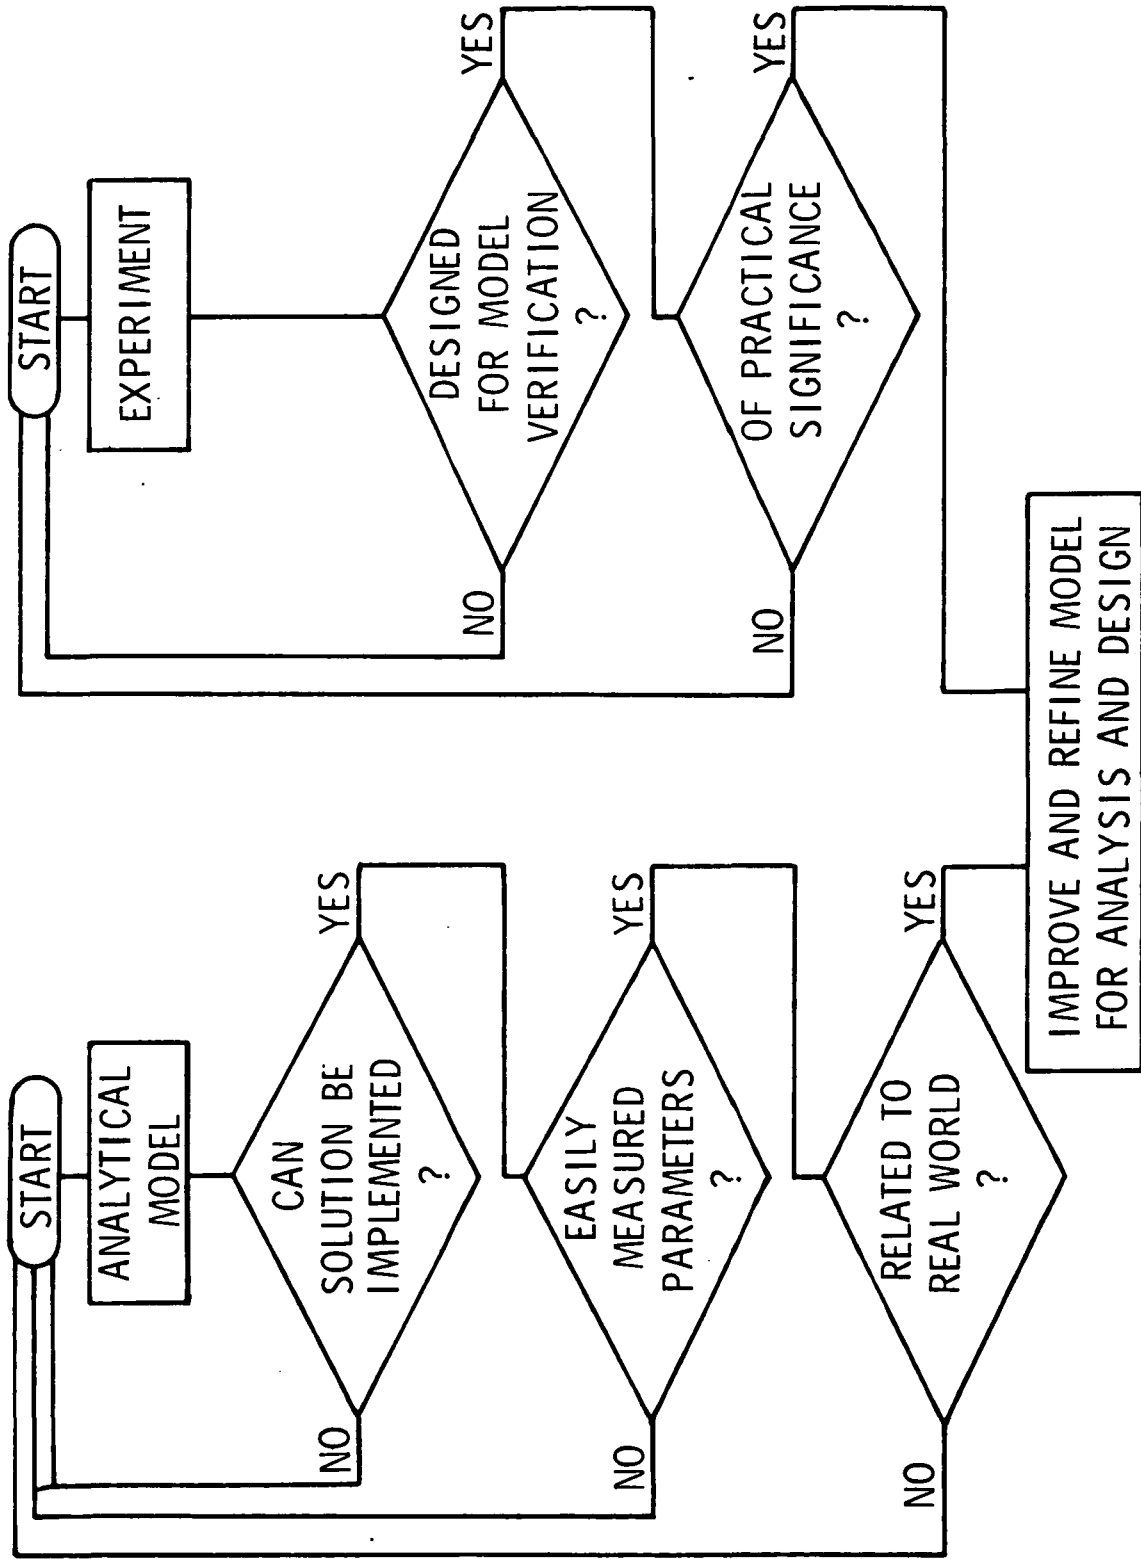 START
ANALYTICAL
MODEL
CAN
SOLUTION BE
IMPLEMENTED
?
NO
YES
EASILY
MEASURED
PARAMETERS
?
NO
YES
RELATED TO
REAL WORLD
?
NO
YES
START
EXPERIMENT
DESIGNED
FOR MODEL
VERIFICATION
?
NO
YES
OF PRACTICAL
SIGNIFICANCE
?
NO
YES
IMPROVE AND REFINE MODEL
FOR ANALYSIS AND DESIGN